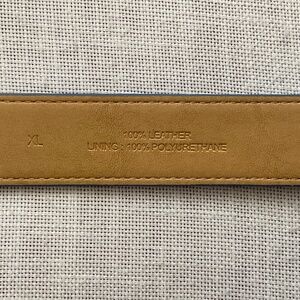 XL
100% LEATHER
LINING : 100% POLYURETHANE